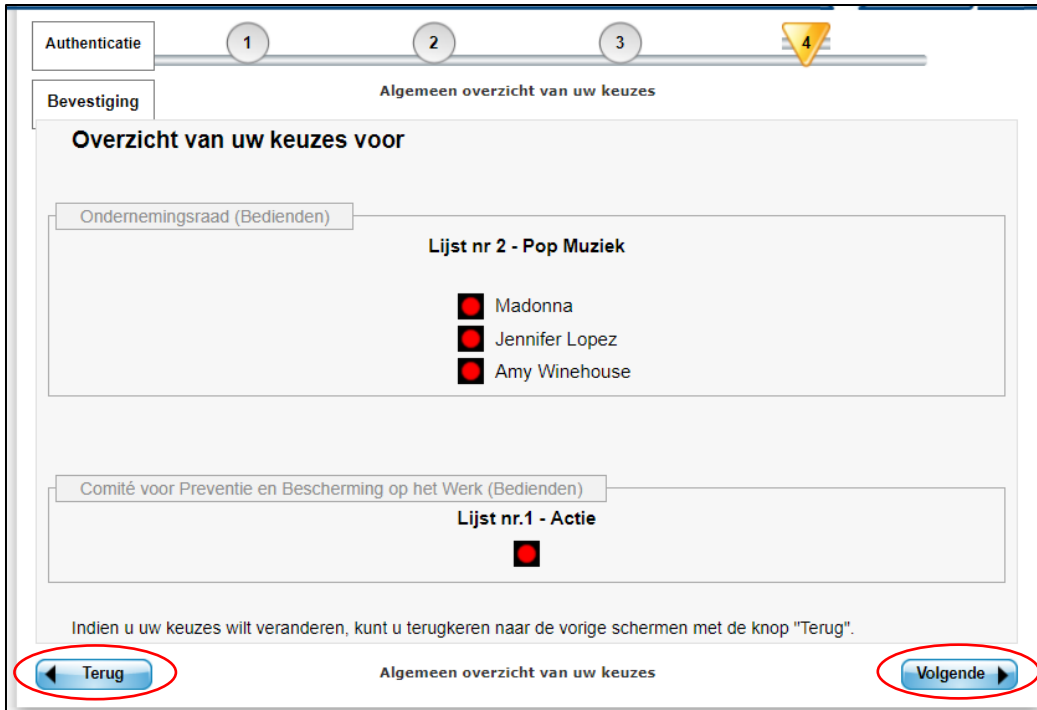 Authenticatie
1
2
3
4
Bevestiging
Algemeen overzicht van uw keuzes
Overzicht van uw keuzes voor
Ondernemingsraad (Bedienden)
Lijst nr 2 - Pop Muziek
Madonna
Jennifer Lopez
Amy Winehouse
Comité voor Preventie en Bescherming op het Werk (Bedienden)
Lijst nr.1 - Actie
Indien u uw keuzes wilt veranderen, kunt u terugkeren naar de vorige schermen met de knop "Terug".
Terug
Algemeen overzicht van uw keuzes
Volgende